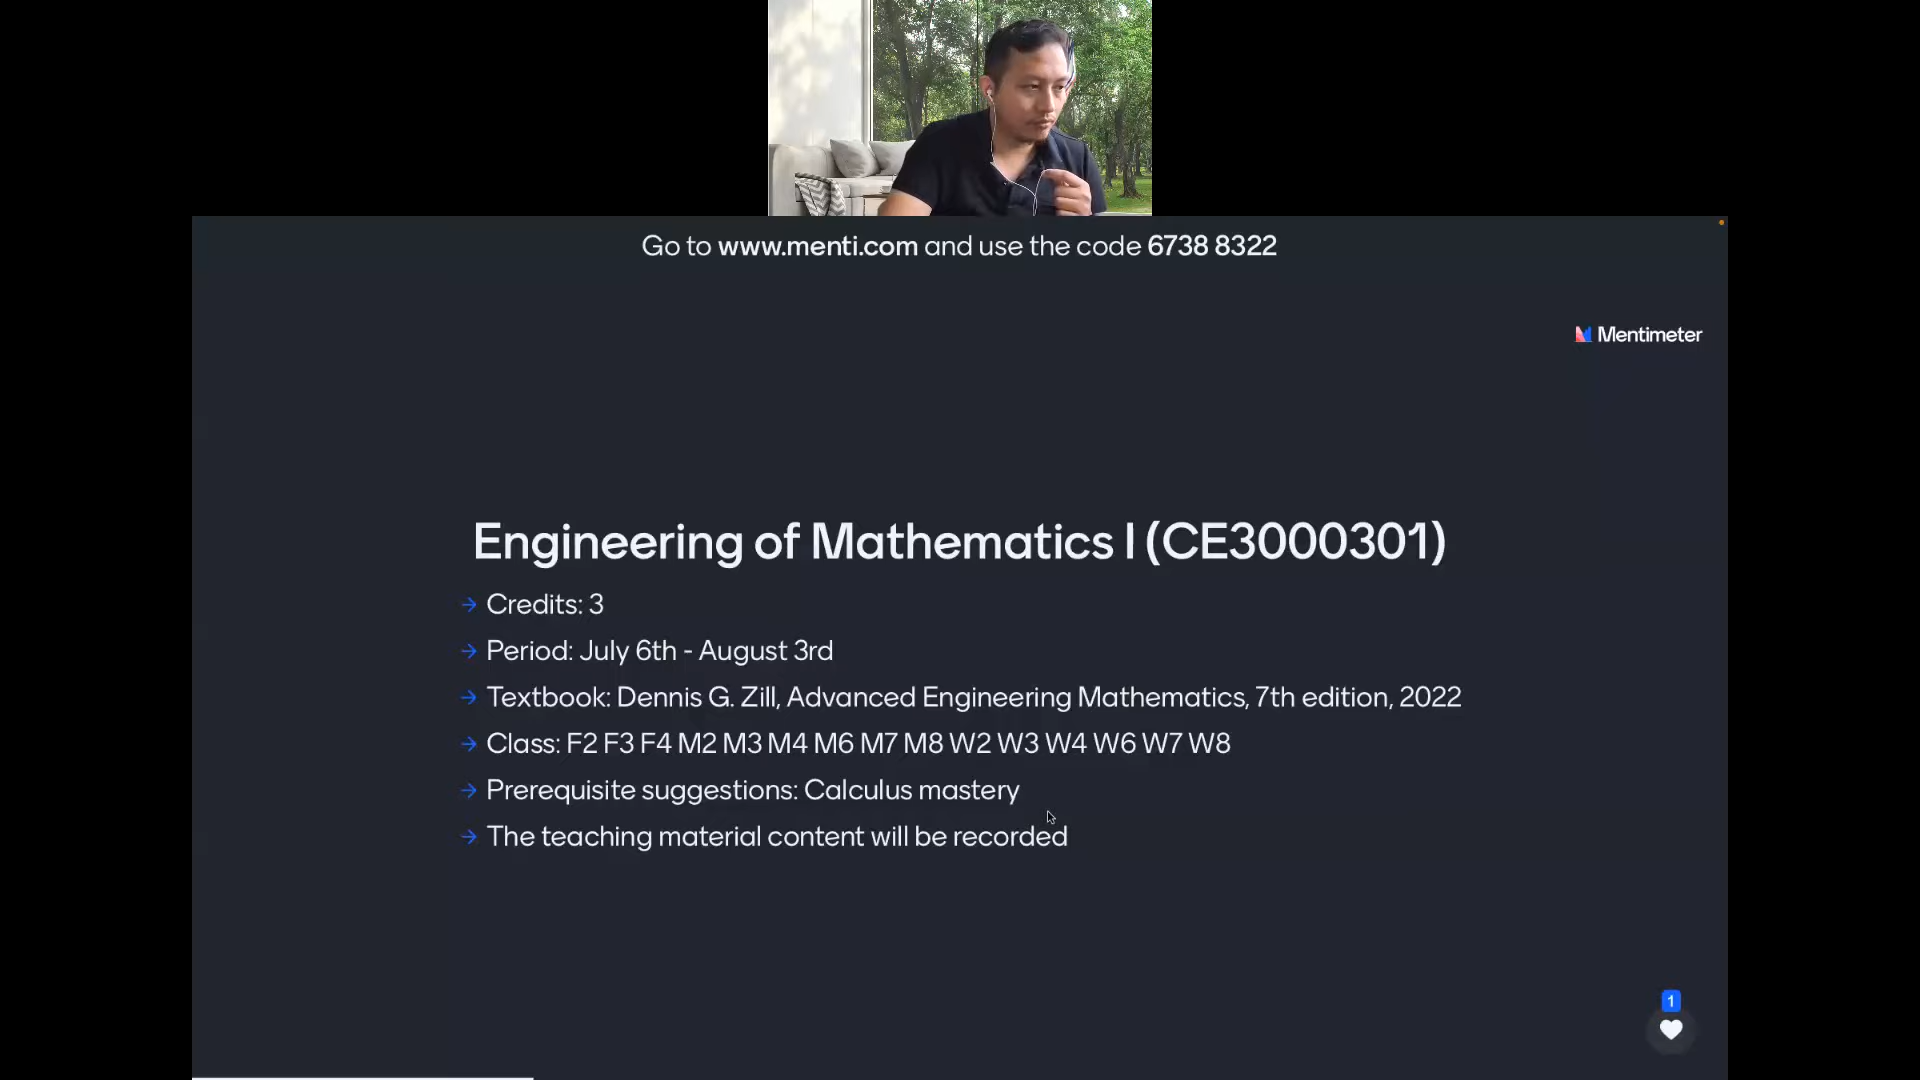 Go to www.menti.com and use the code 6738 8322
Mentimeter
Engineering of Mathematics I (CE3000301)
→ Credits: 3
→ Period: July 6th - August 3rd
→ Textbook: Dennis G. Zill, Advanced Engineering Mathematics, 7th edition, 2022
→ Class: F2 F3 F4 M2 M3 M4 M6 M7 M8 W2 W3 W4 W6 W7 W8
→ Prerequisite suggestions: Calculus mastery
→ The teaching material content will be recorded
1